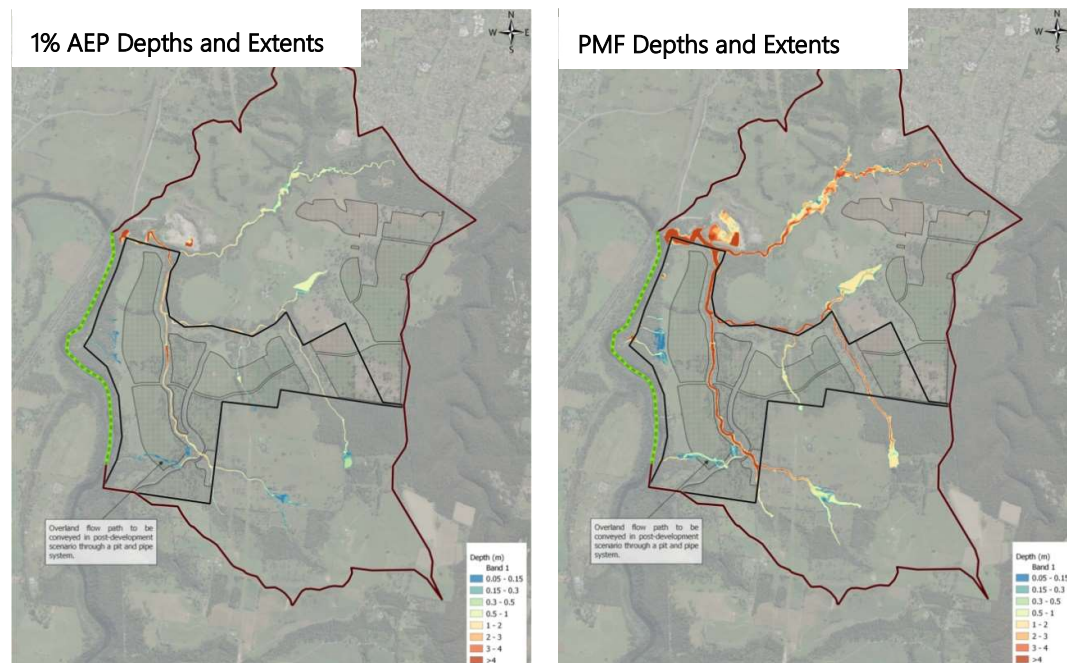 1% AEP Depths and Extents
N
W E
S
Overland flow path to be
conveyed in post-development
scenario through a pit and pipe
system.
Depth (m)
Band 1
0.05 - 0.15
0.15 - 0.3
0.3 - 0.5
0.5 - 1
1 - 2
2 - 3
3 - 4
>4
PMF Depths and Extents
N
W
S
Overland flow path to be
conveyed in post-development
scenario through a pit and pipe
system.
Depth (m)
Band 1
0.05 - 0.15
0.15 - 0.3
0.3 - 0.5
0.5 - 1
1 - 2
2 - 3
3 - 4
>4